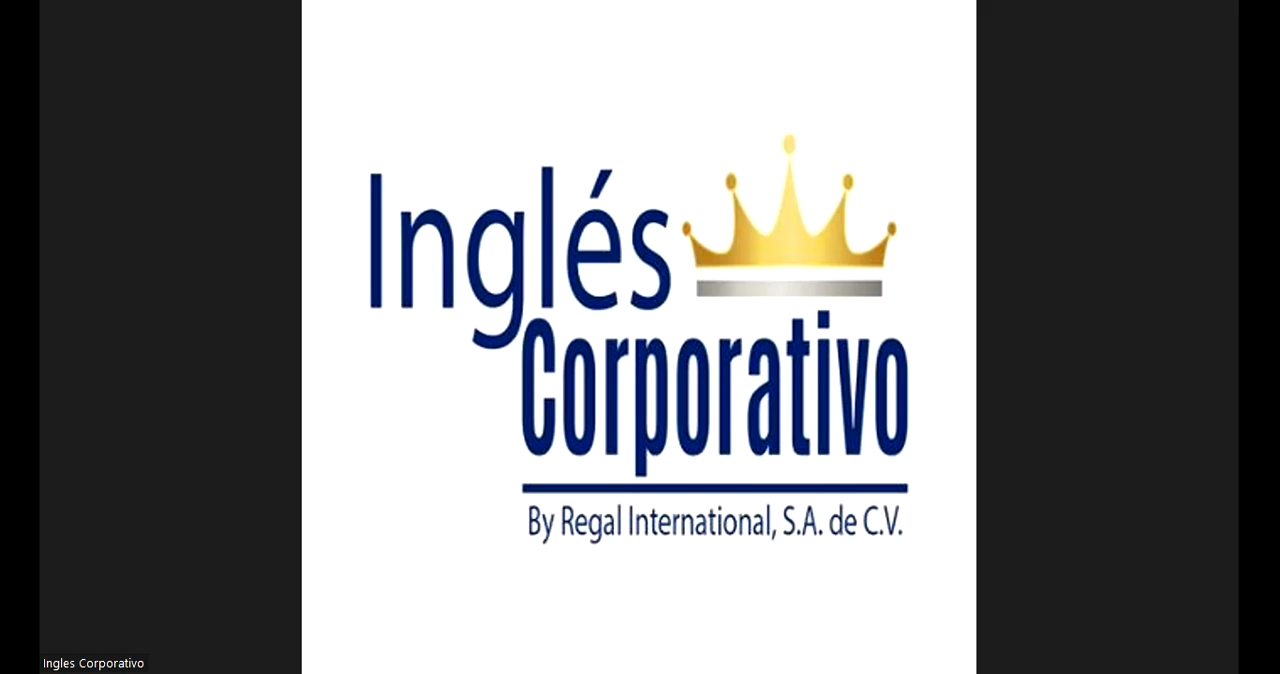 Inglés
Corporativo
By Regal International, S.A. de C.V.
Ingles Corporativo